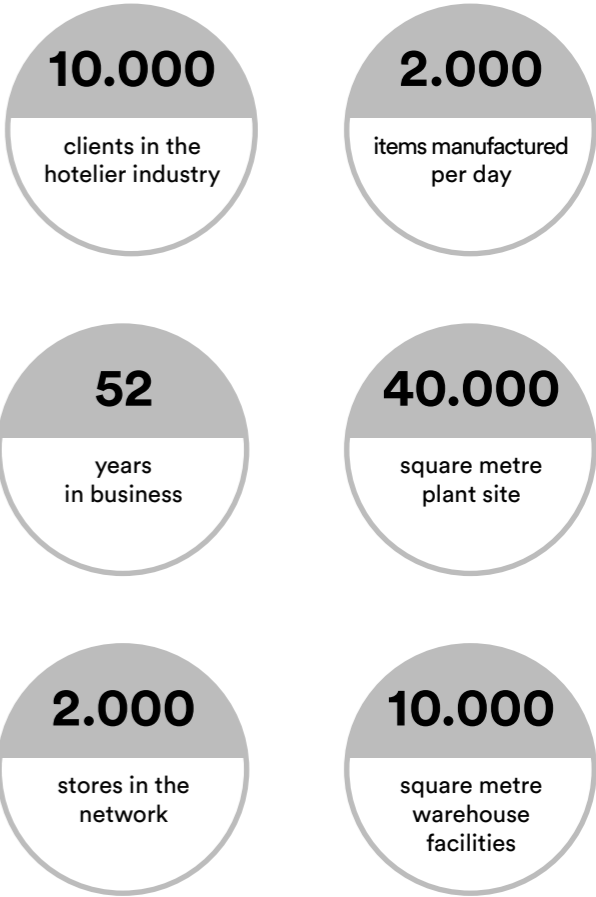 10.000
clients in the
hotelier industry
2.000
items manufactured
per day
52
years
in business
40.000
square metre
plant site
2.000
stores in the
network
10.000
square metre
warehouse
facilities